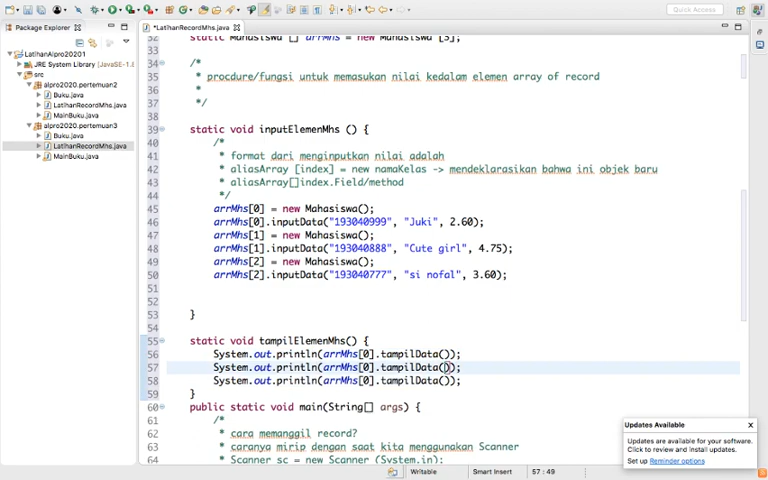 Quick Access
Package Explorer
*LatihanRecordMhs.java
LatihanAlpro20201
JRE System Library [JavaSE-1.
src
alpro2020.pertemuan2
Buku.java
LatihanRecordMhs.java
MainBuku.java
alpro2020.pertemuan3
Buku.java
LatihanRecordMhs.java
MainBuku.java
32 static Mahasiswa [] arrMhs = new Mahasiswa [5];
33
34 /*
35 * procdure/fungsi untuk memasukan nilai kedalam elemen array of record
36 *
37 */
38
39 static void inputElemenMhs () {
40 /*
41 * format dari menginputkan nilai adalah
42 * aliasArray [index] = new namaKelas -> mendeklarasikan bahwa ini objek baru
43 * aliasArray[]index.Field/method
44 */
45 arrMhs[0] = new Mahasiswa();
46 arrMhs[0].inputData("193040999", "Juki", 2.60);
47 arrMhs[1] = new Mahasiswa();
48 arrMhs[1].inputData("193040888", "Cute girl", 4.75);
49 arrMhs[2] = new Mahasiswa();
50 arrMhs[2].inputData("193040777", "si nofal", 3.60);
51
52
53 }
54
55 static void tampilElemenMhs() {
56 System.out.println(arrMhs[0].tampilData());
57 System.out.println(arrMhs[0].tampilData());
58 System.out.println(arrMhs[0].tampilData());
59 }
60 public static void main(String[] args) {
61 /*
62 * cara memanggil record?
63 * caranya mirip dengan saat kita menggunakan Scanner
64 * Scanner sc = new Scanner (System.in);
Updates Available
X
Updates are available for your software.
Click to review and install updates.
Set up Reminder options
Writable
Smart Insert
57 : 49